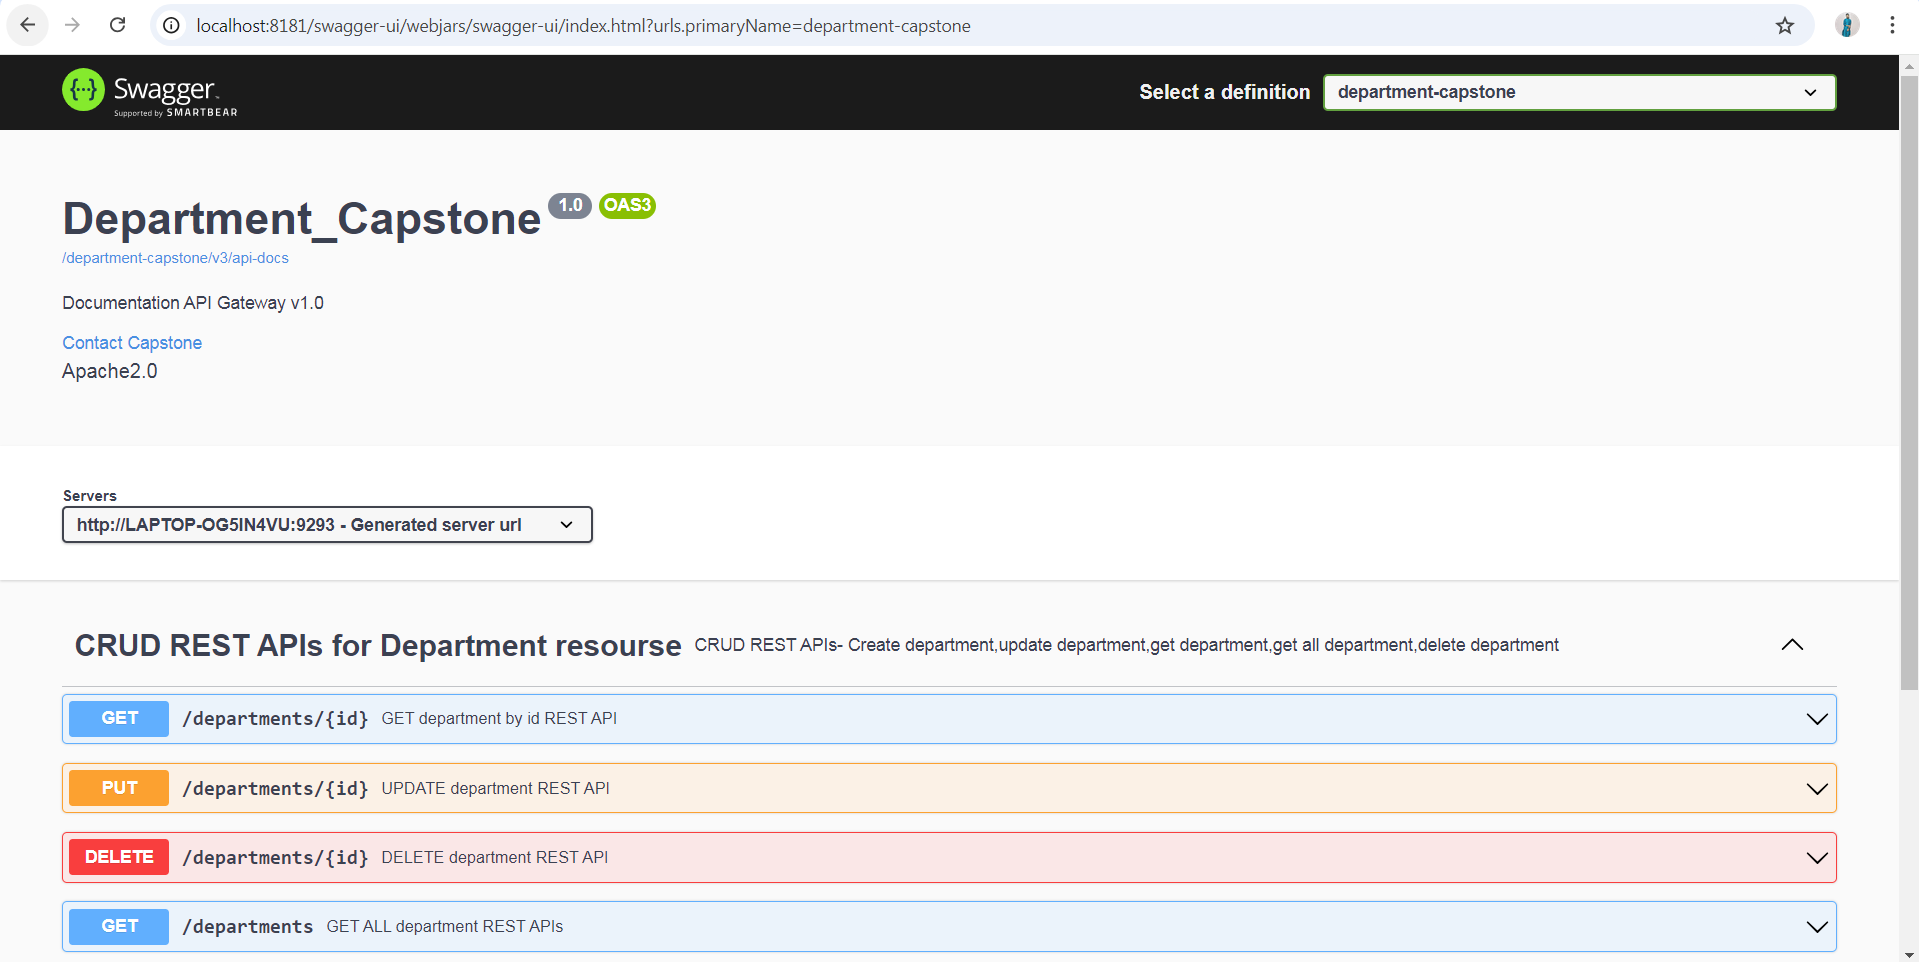 localhost:8181/swagger-ui/webjars/swagger-ui/index.html?urls.primaryName=department-capstone
{···} Swagger™
Supported by SMARTBEAR
Select a definition
department-capstone
Department_Capstone 1.0 OAS3
/department-capstone/v3/api-docs
Documentation API Gateway v1.0
Contact Capstone
Apache2.0
Servers
http://LAPTOP-OG5IN4VU:9293 - Generated server url
CRUD REST APIs for Department resourse CRUD REST APIs- Create department,update department,get department,get all department,delete department
GET /departments/{id} GET department by id REST API
PUT /departments/{id} UPDATE department REST API
DELETE /departments/{id} DELETE department REST API
GET /departments GET ALL department REST APIs